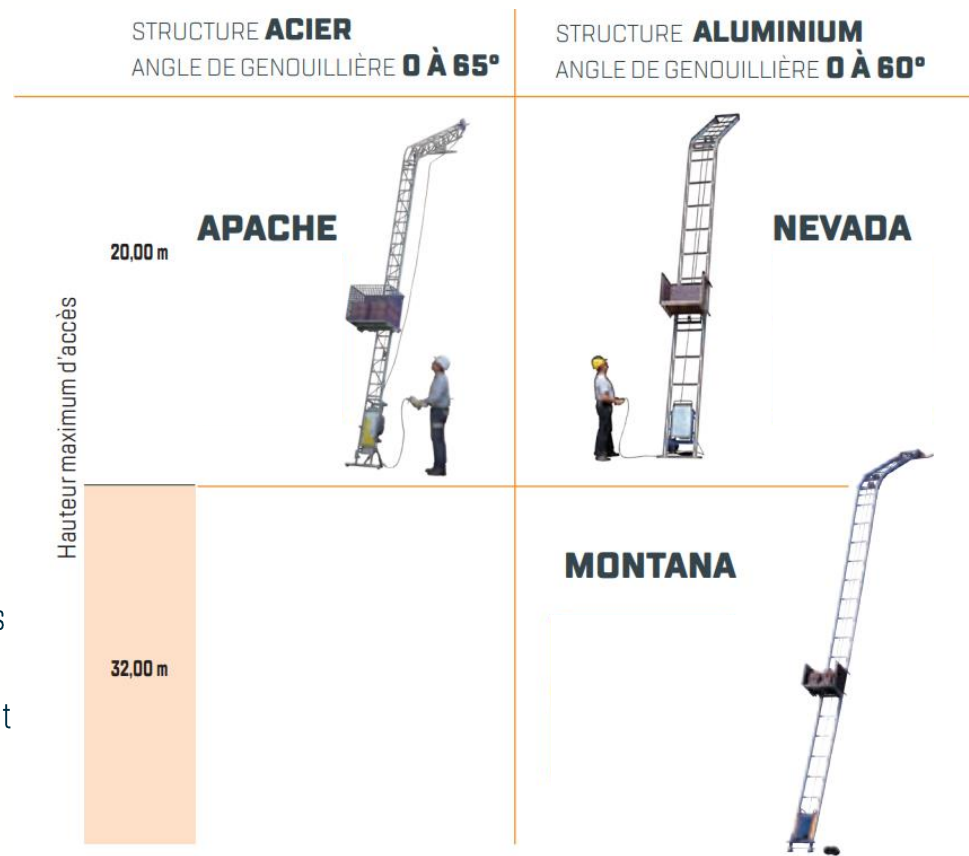 STRUCTURE ACIER
ANGLE DE GENOUILLIÈRE 0 À 65°
STRUCTURE ALUMINIUM
ANGLE DE GENOUILLIÈRE 0 À 60°
Hauteur maximum d'accès
20,00 m
APACHE
NEVADA
32,00 m
MONTANA
s
t